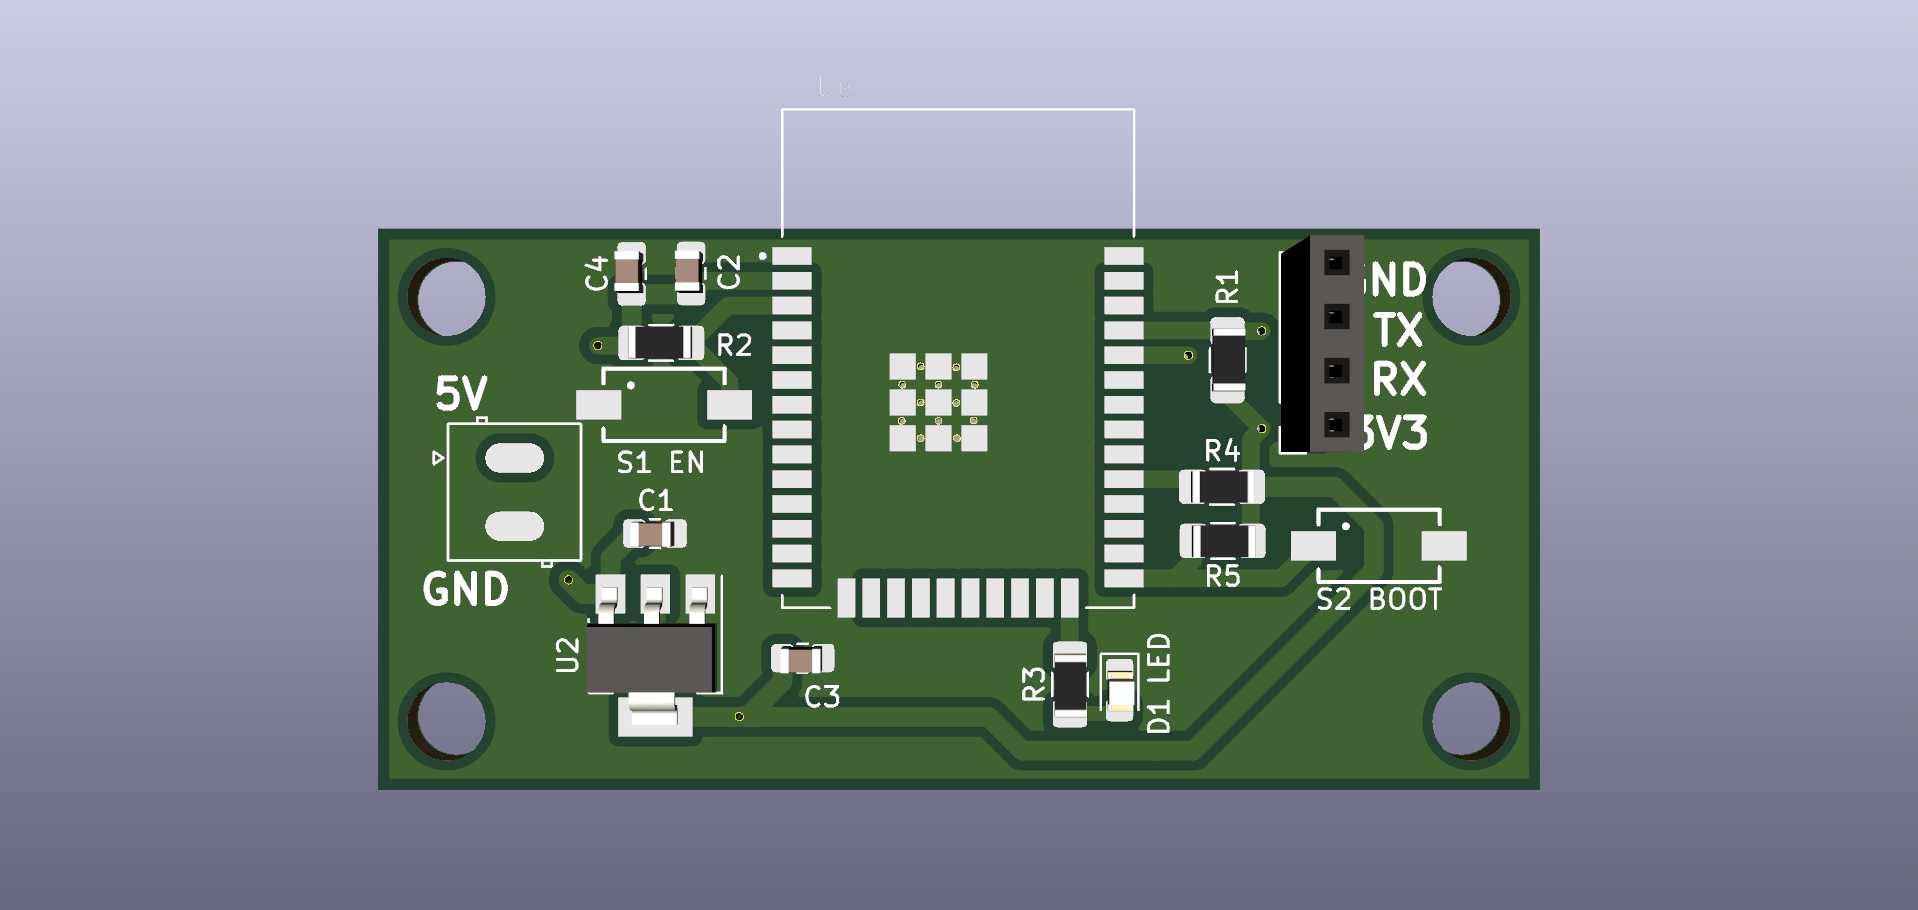 C4
C2
R1
GND
TX
R2
5V
RX
3V3
S1 EN
R4
C1
R5
GND
S2 BOOT
U2
C3
R3
D1 LED